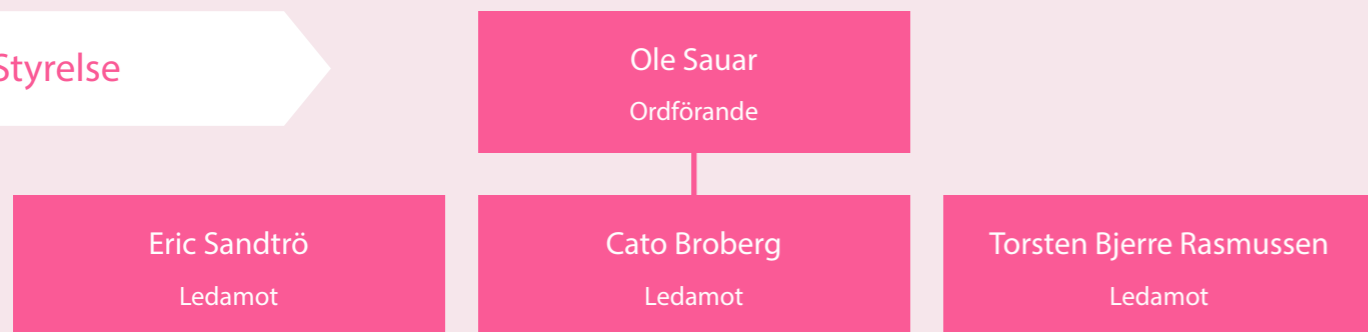 Styrelse
Ole Sauar
Ordförande
Eric Sandtrö
Ledamot
Cato Broberg
Ledamot
Torsten Bjerre Rasmussen
Ledamot